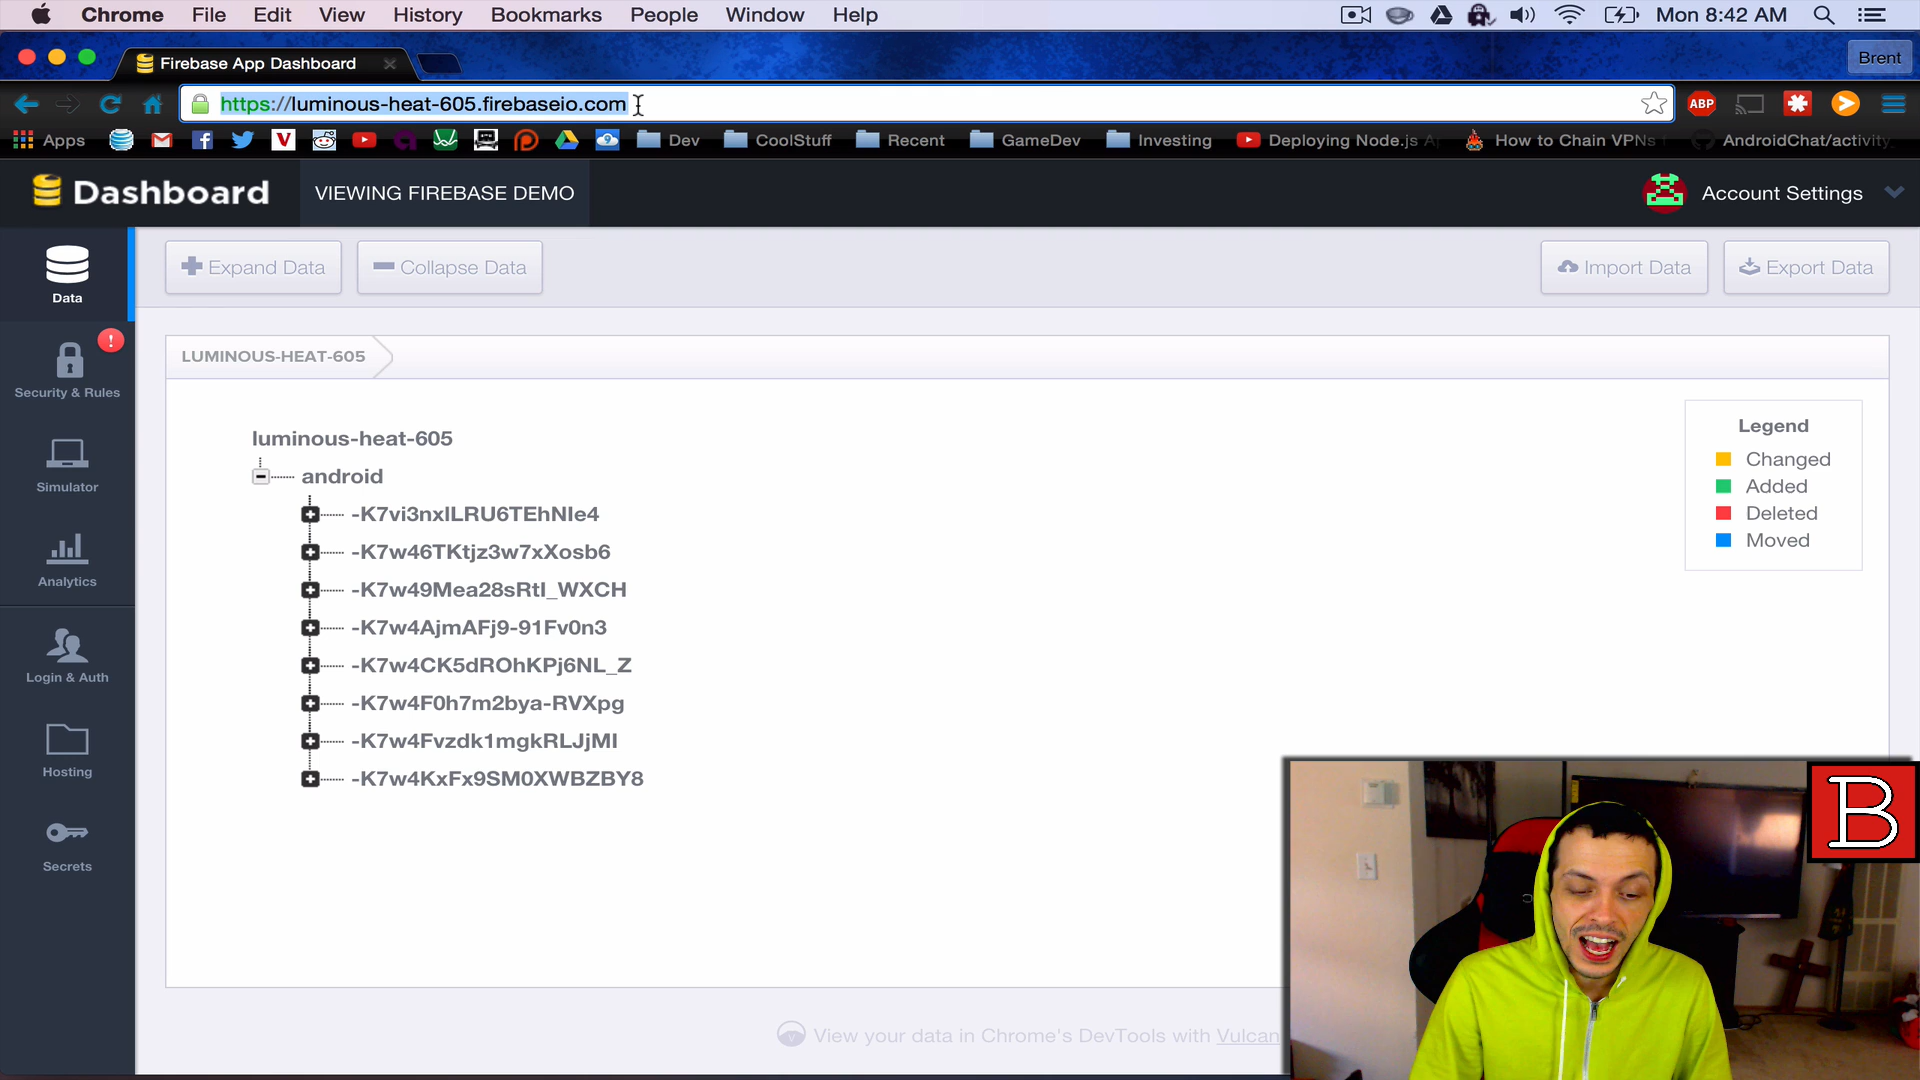 Chrome File Edit View History Bookmarks People Window Help Mon 8:42 AM
Firebase App Dashboard Brent
https://luminous-heat-605.firebaseio.com ABP
Apps V Dev CoolStuff Recent GameDev Investing Deploying Node.js A How to Chain VPNs AndroidChat/activity_
Dashboard VIEWING FIREBASE DEMO Account Settings
Expand Data Collapse Data Import Data Export Data
Data
LUMINOUS-HEAT-605
Security & Rules
Simulator
Analytics
Login & Auth
Hosting
Secrets
luminous-heat-605
android
-K7vi3nxILRU6TEhNIe4
-K7w46TKtjz3w7xXosb6
-K7w49Mea28sRtI_WXCH
-K7w4AjmAFj9-91Fv0n3
-K7w4CK5dROhKPj6NL_Z
-K7w4F0h7m2bya-RVXpg
-K7w4Fvzdk1mgkRLJjMI
-K7w4KxFx9SM0XWBZBY8
Legend
Changed
Added
Deleted
Moved
B
View your data in Chrome's DevTools with Vulcan